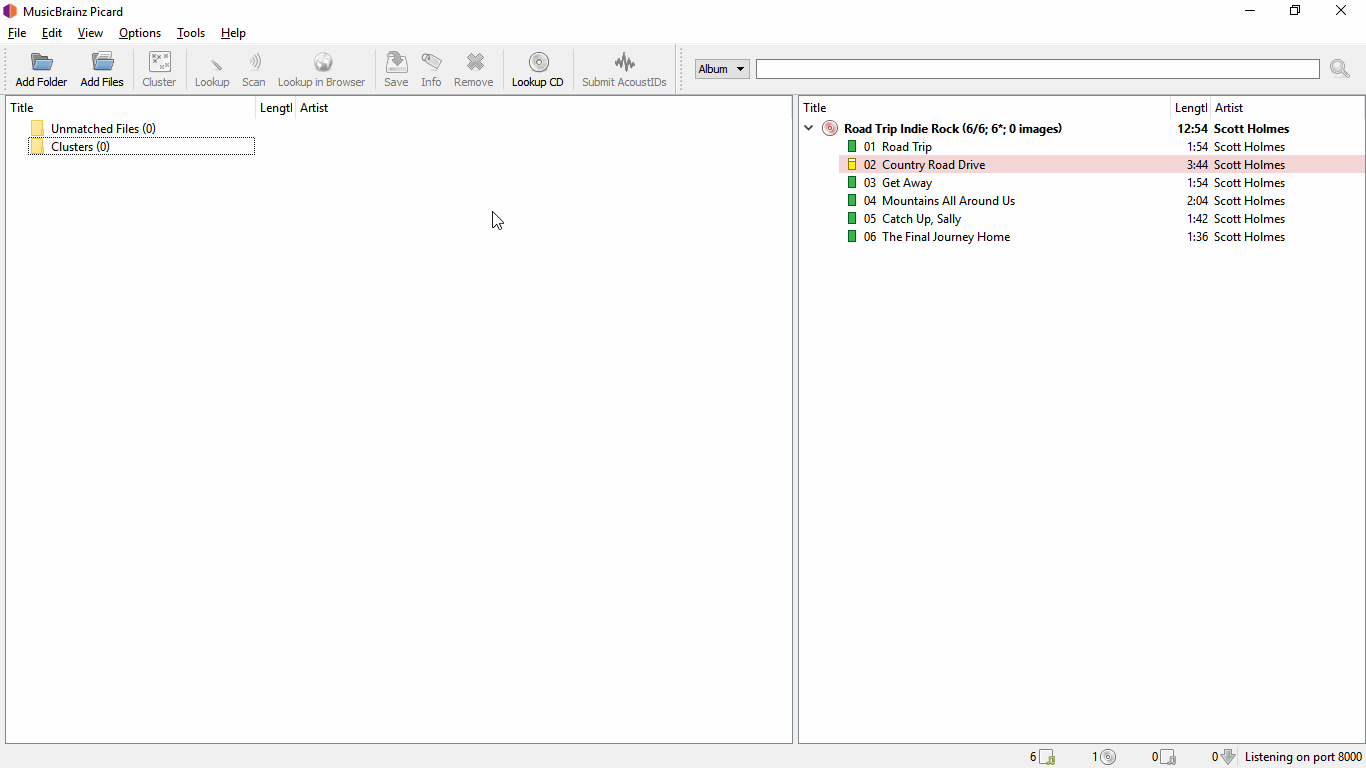 MusicBrainz Picard
File Edit View Options Tools Help
Add Folder Add Files Cluster Lookup Scan Lookup in Browser Save Info Remove Lookup CD Submit AcoustIDs Album
Title Lengtl Artist
Unmatched Files (0)
Clusters (0)
Title Lengtl Artist
Road Trip Indie Rock (6/6; 6*; 0 images) 12:54 Scott Holmes
01 Road Trip 1:54 Scott Holmes
02 Country Road Drive 3:44 Scott Holmes
03 Get Away 1:54 Scott Holmes
04 Mountains All Around Us 2:04 Scott Holmes
05 Catch Up, Sally 1:42 Scott Holmes
06 The Final Journey Home 1:36 Scott Holmes
6 1 0 0 Listening on port 8000